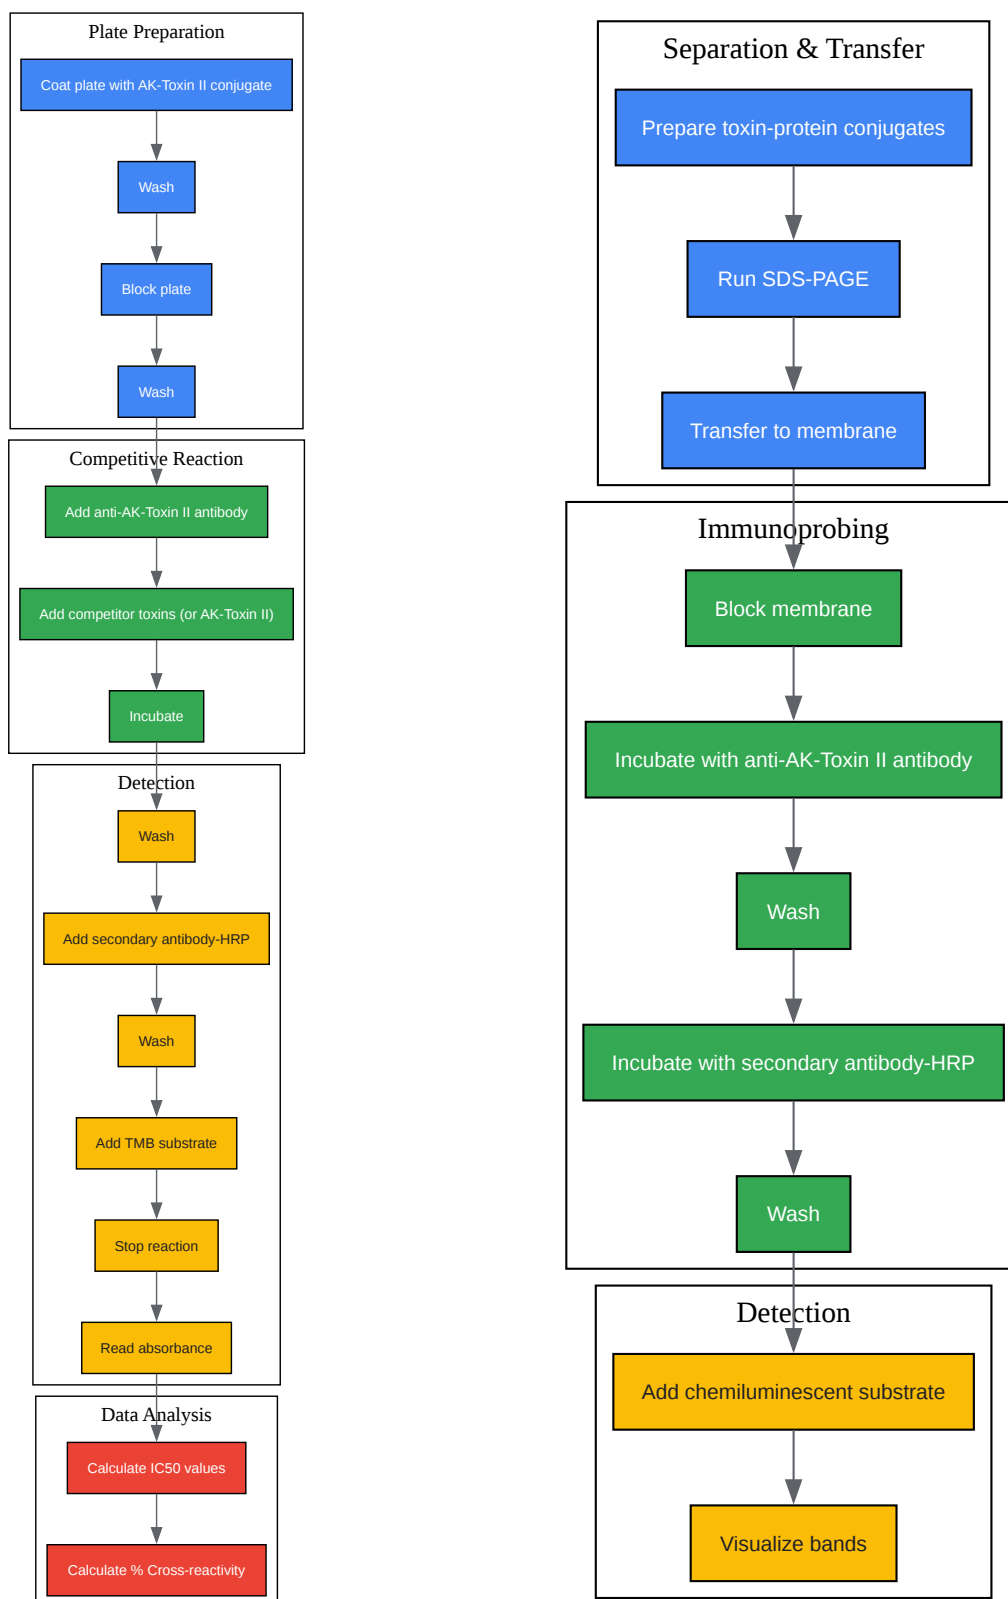 Plate Preparation
Coat plate with AK-Toxin II conjugate
Wash
Block plate
Wash
Competitive Reaction
Add anti-AK-Toxin II antibody
Add competitor toxins (or AK-Toxin II)
Incubate
Detection
Wash
Add secondary antibody-HRP
Wash
Add TMB substrate
Stop reaction
Read absorbance
Data Analysis
Calculate IC50 values
Calculate % Cross-reactivity
Separation & Transfer
Prepare toxin-protein conjugates
Run SDS-PAGE
Transfer to membrane
Immunoprobing
Block membrane
Incubate with anti-AK-Toxin II antibody
Wash
Incubate with secondary antibody-HRP
Wash
Detection
Add chemiluminescent substrate
Visualize bands